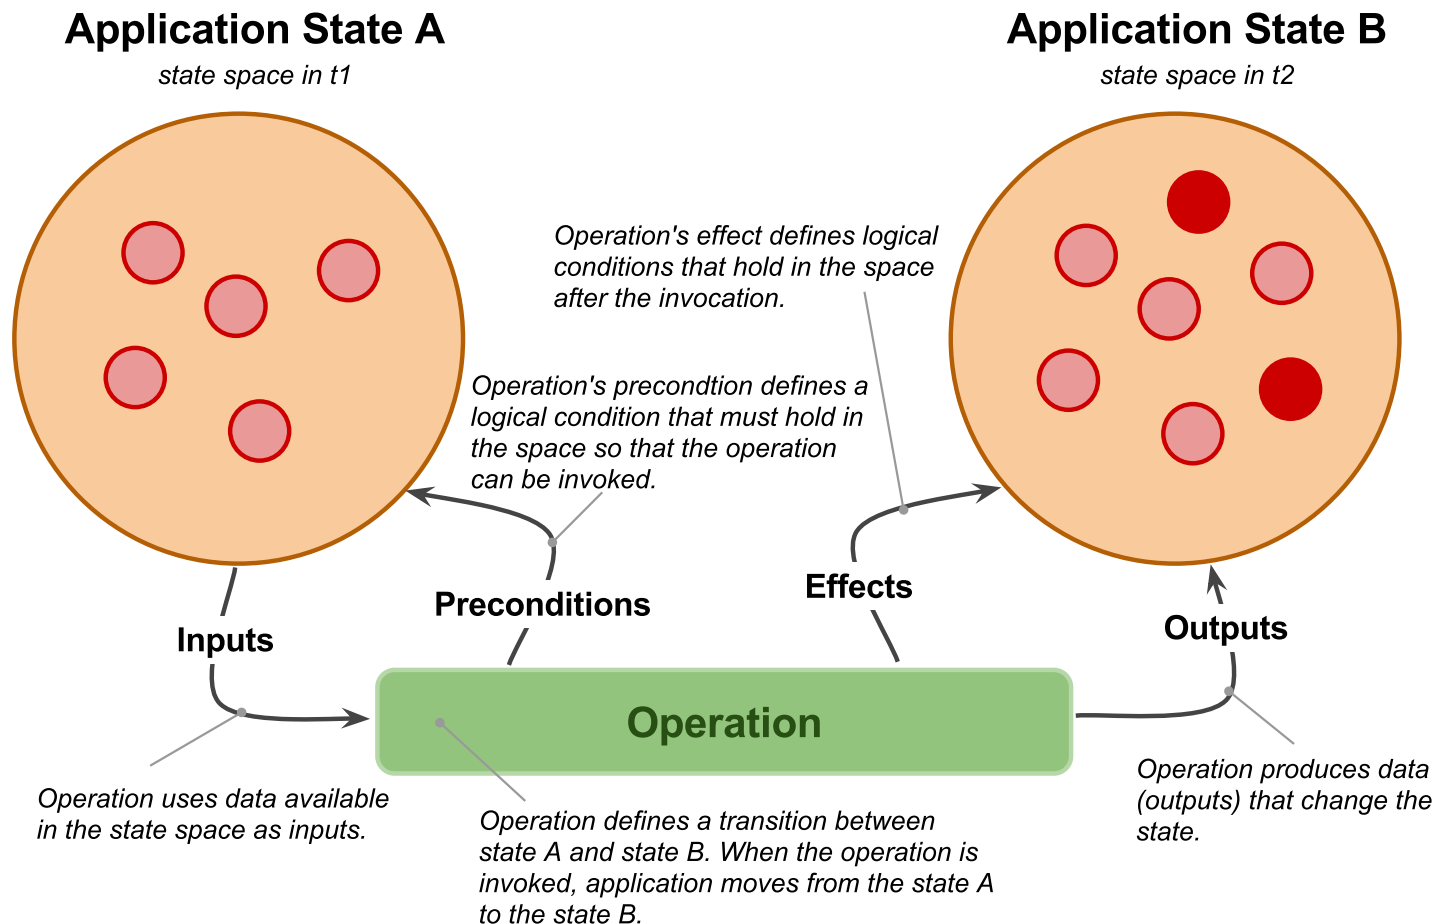 Application State A
state space in t1
Application State B
state space in t2
Operation's effect defines logical
conditions that hold in the space
after the invocation.
Operation's precondtion defines a
logical condition that must hold in
the space so that the operation
can be invoked.
Effects
Preconditions
Inputs
Outputs
Operation
Operation uses data available
in the state space as inputs.
Operation defines a transition between
state A and state B. When the operation is
invoked, application moves from the state A
to the state B.
Operation produces data
(outputs) that change the
state.